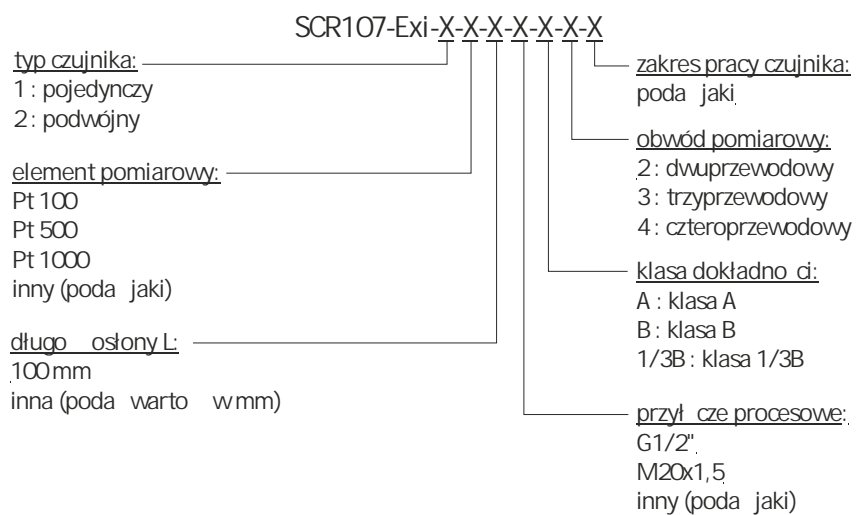 SCR107-Exi-X-X-X-X-X-X-X
typ czujnika:
1 : pojedynczy
2 : podwójny
element pomiarowy:
Pt 100
Pt 500
Pt 1000
inny (poda jaki)
długo osłony L:
100 mm
inna (poda warto w mm)
zakres pracy czujnika:
poda jaki
obwód pomiarowy:
2 : dwuprzewodowy
3 : trzyprzewodowy
4 : czteroprzewodowy
klasa dokładno ci:
A : klasa A
B : klasa B
1/3B : klasa 1/3B
przył cze procesowe:
G1/2"
M20x1,5
inny (poda jaki)